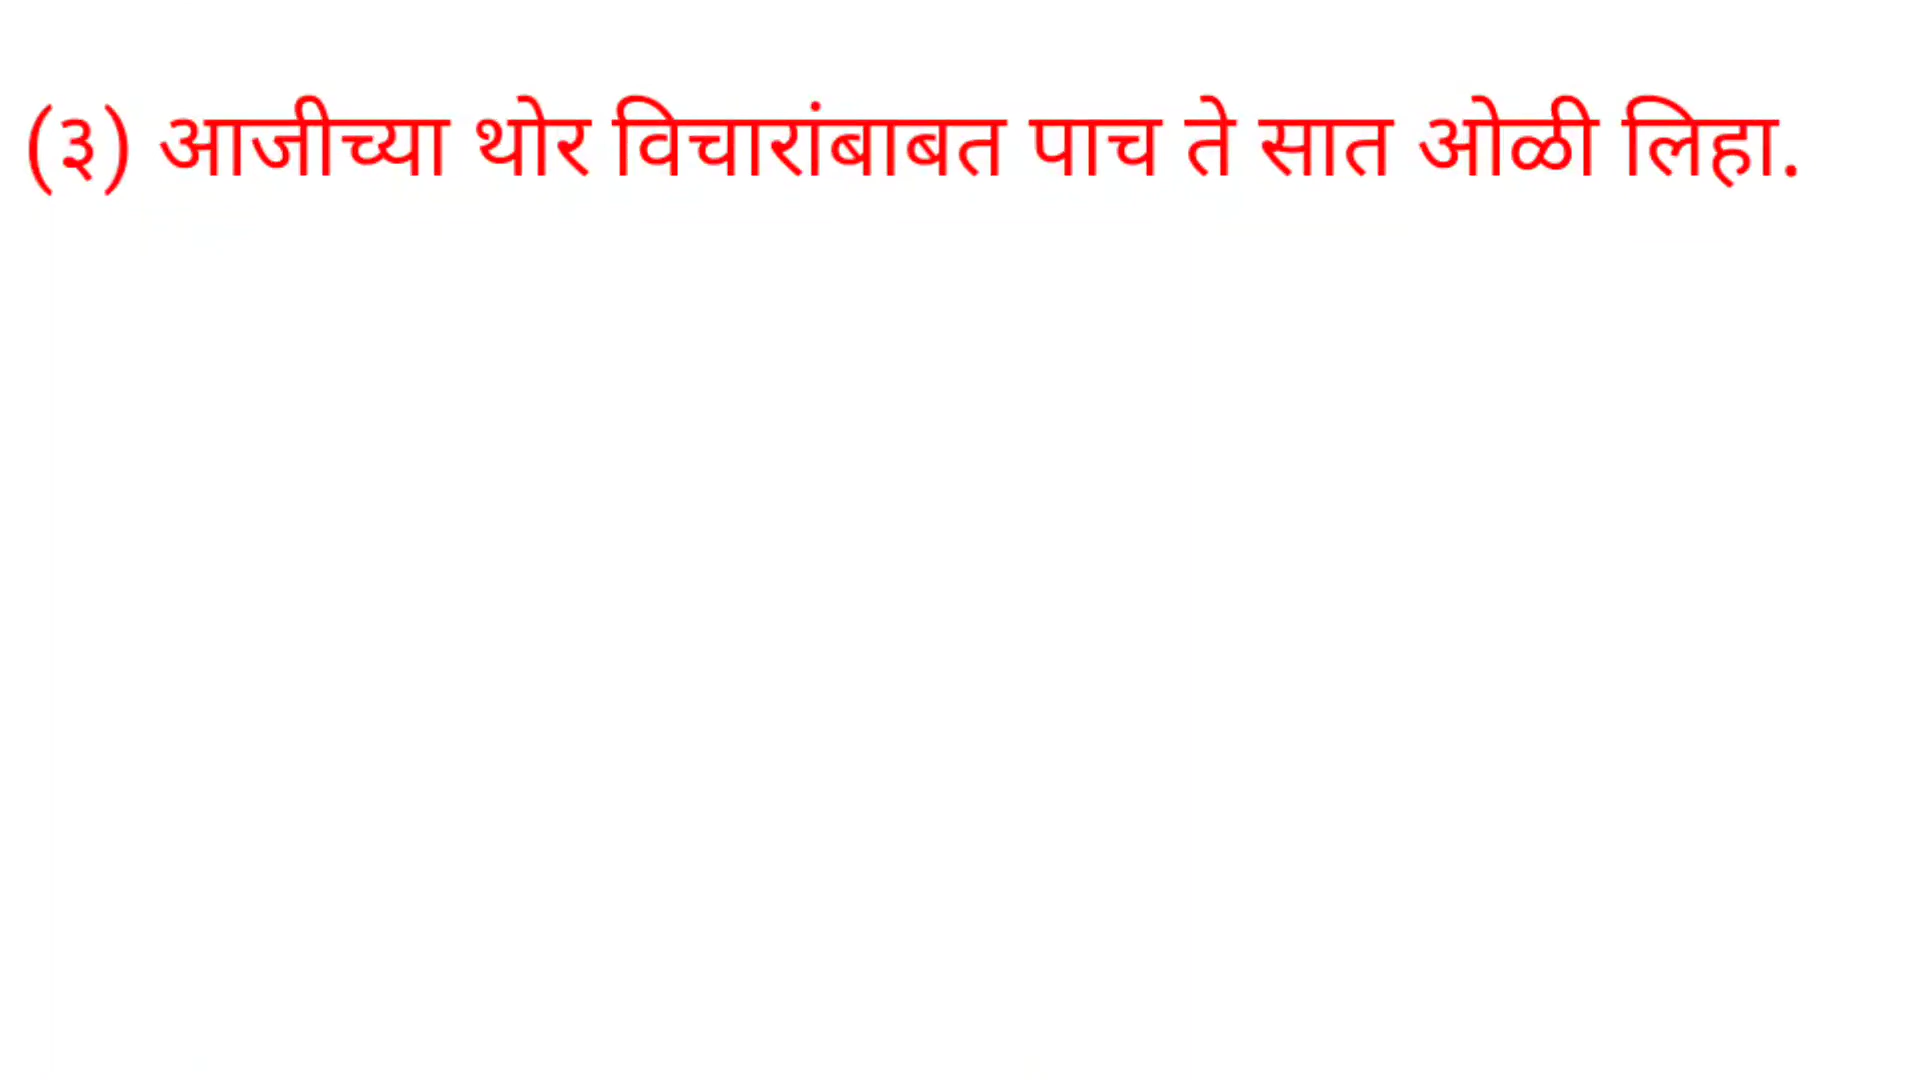 (३) आजीच्या थोर विचारांबाबत पाच ते सात ओळी लिहा.